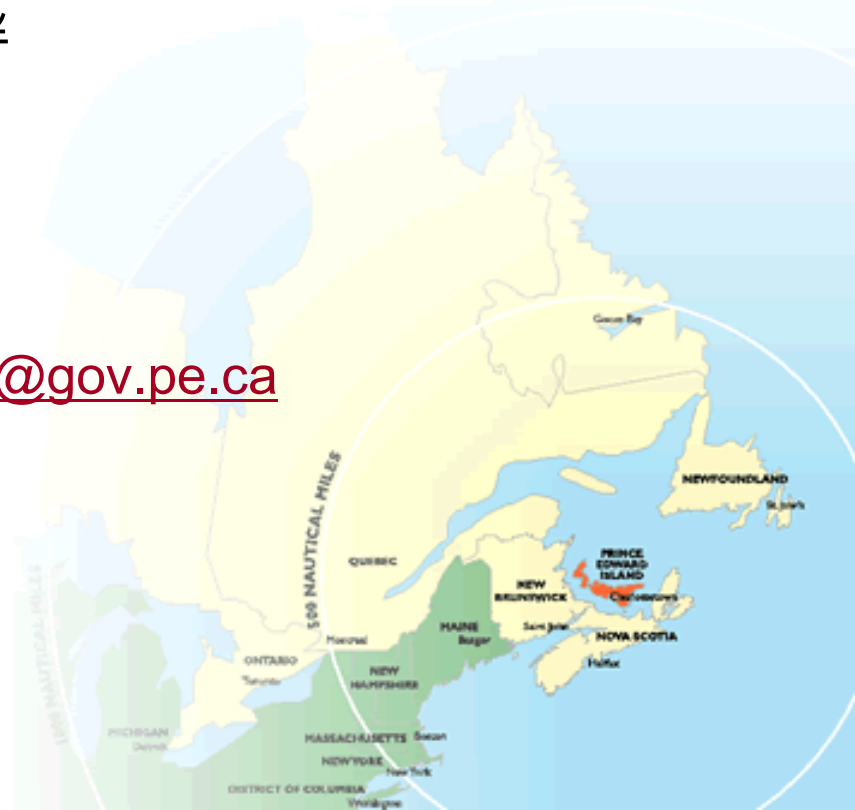 @gov.pe.ca
Goose Bay
500 NAUTICAL MILES
NEWFOUNDLAND
St. John's
PRINCE
EDWARD
ISLAND
Charlottetown
QUEBEC
NEW
BRUNSWICK
Saint John
NOVA SCOTIA
Halifax
MAINE
Bangor
Montreal
ONTARIO
Toronto
NEW
HAMPSHIRE
MICHIGAN
Detroit
MASSACHUSETTS Boston
NEW YORK
New York
DISTRICT OF COLUMBIA
Washington
NAUTICAL MILES